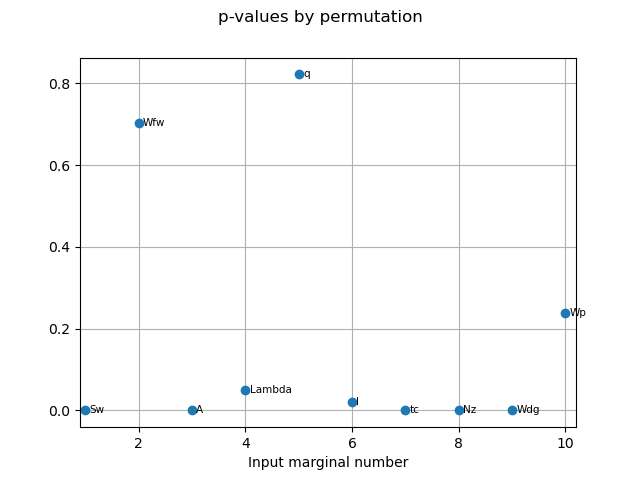 p-values by permutation
0.8
q
Wfw
0.6
0.4
0.2
Wp
Lambda
l
0.0
Sw
A
tc
Nz
Wdg
2
4
6
8
10
Input marginal number